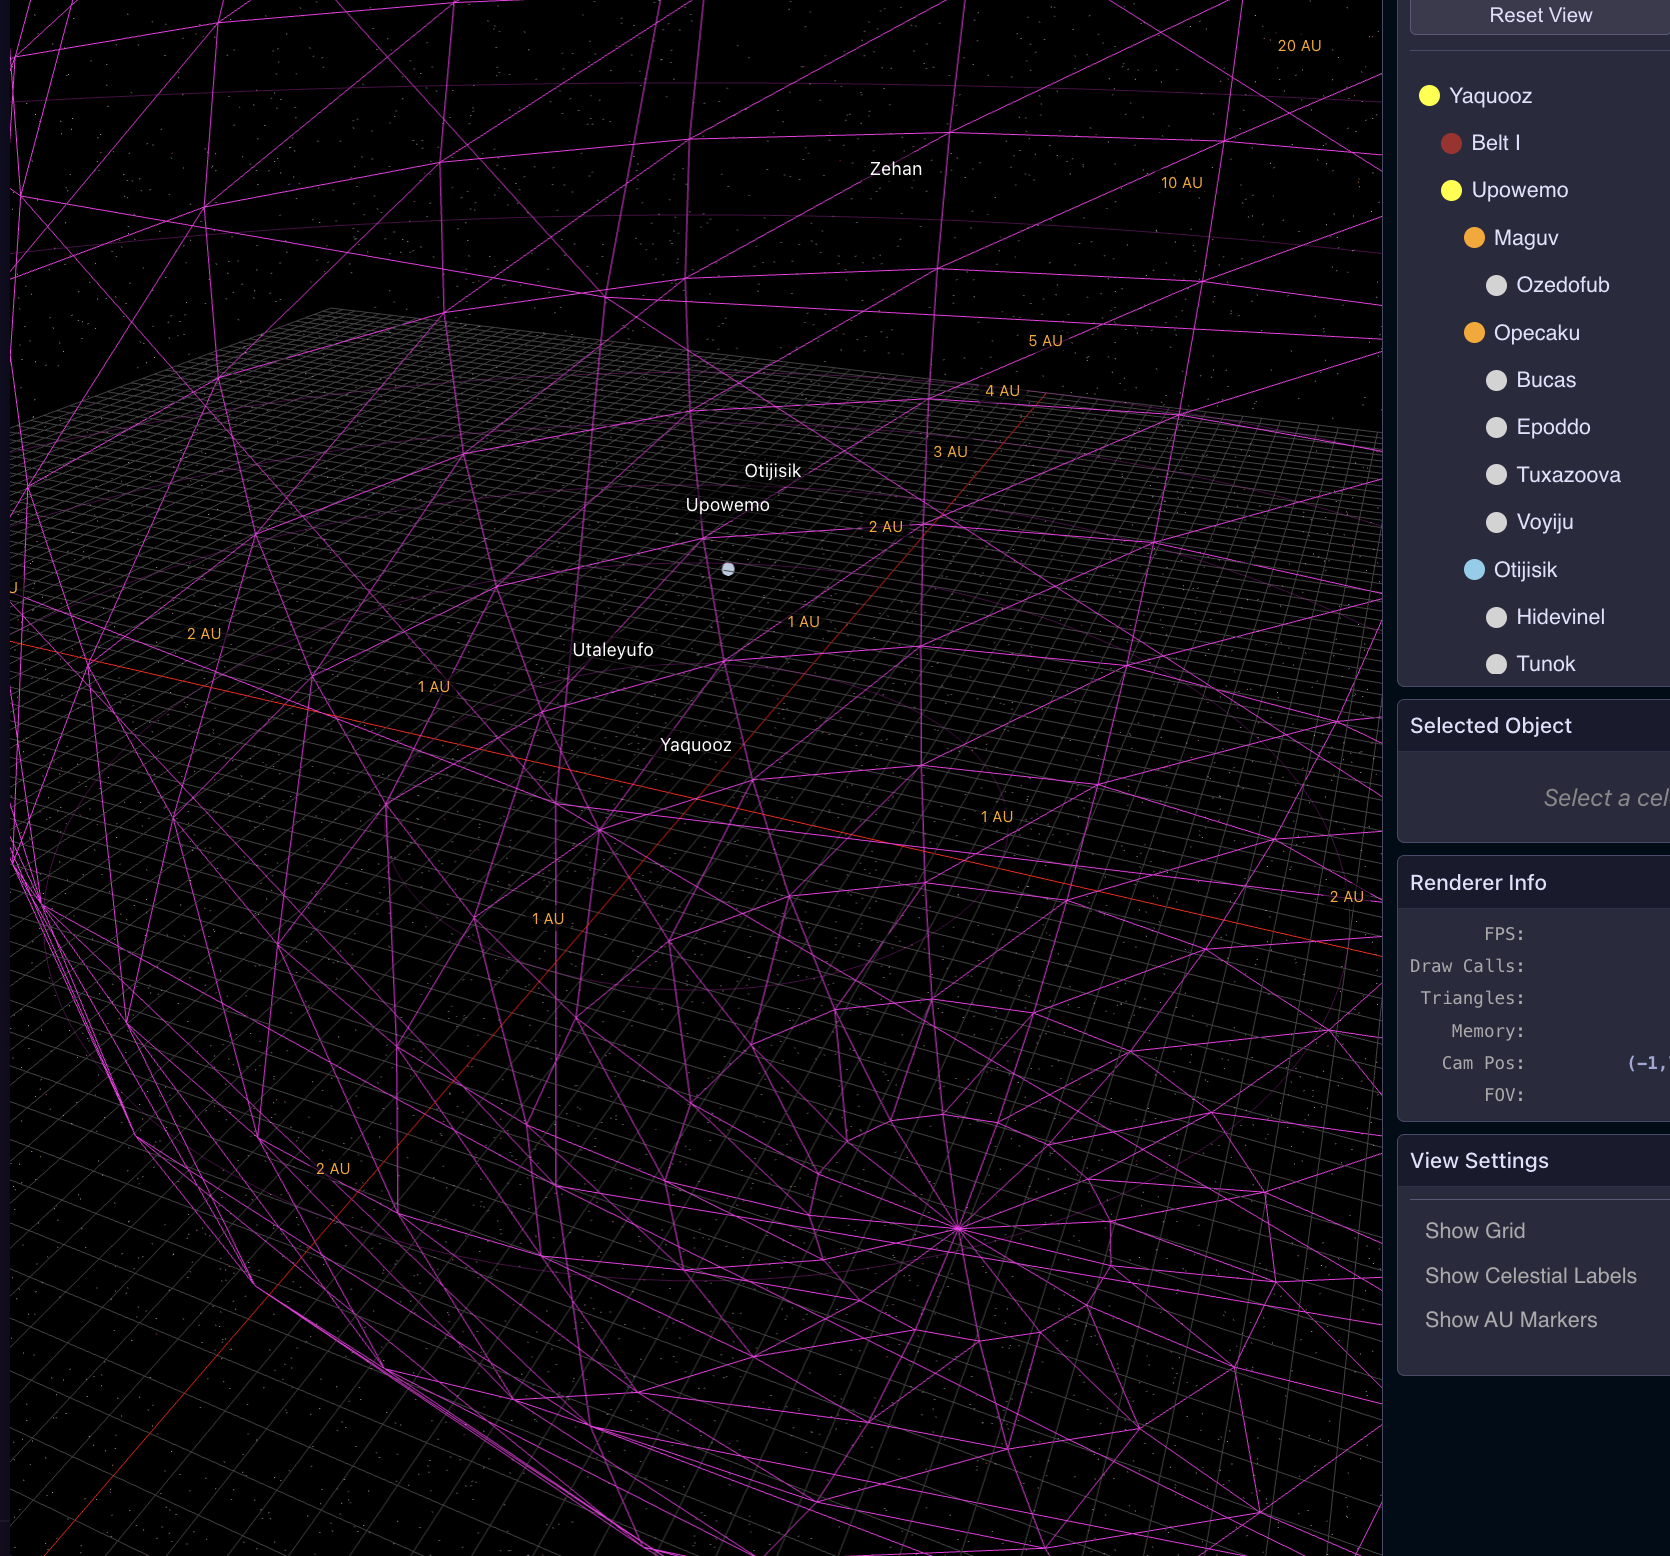 20 AU
Zehan
10 AU
5 AU
4 AU
3 AU
Otijisik
Upowemo
2 AU
1 AU
2 AU
Utaleyufo
1 AU
Yaquooz
1 AU
2 AU
1 AU
2 AU
Reset View
Yaquooz
Belt I
Upowemo
Maguv
Ozedofub
Opecaku
Bucas
Epoddo
Tuxazoova
Voyiju
Otijisik
Hidevinel
Tunok
Selected Object
Select a cel
Renderer Info
FPS:
Draw Calls:
Triangles:
Memory:
Cam Pos: (-1,
FOV:
View Settings
Show Grid
Show Celestial Labels
Show AU Markers